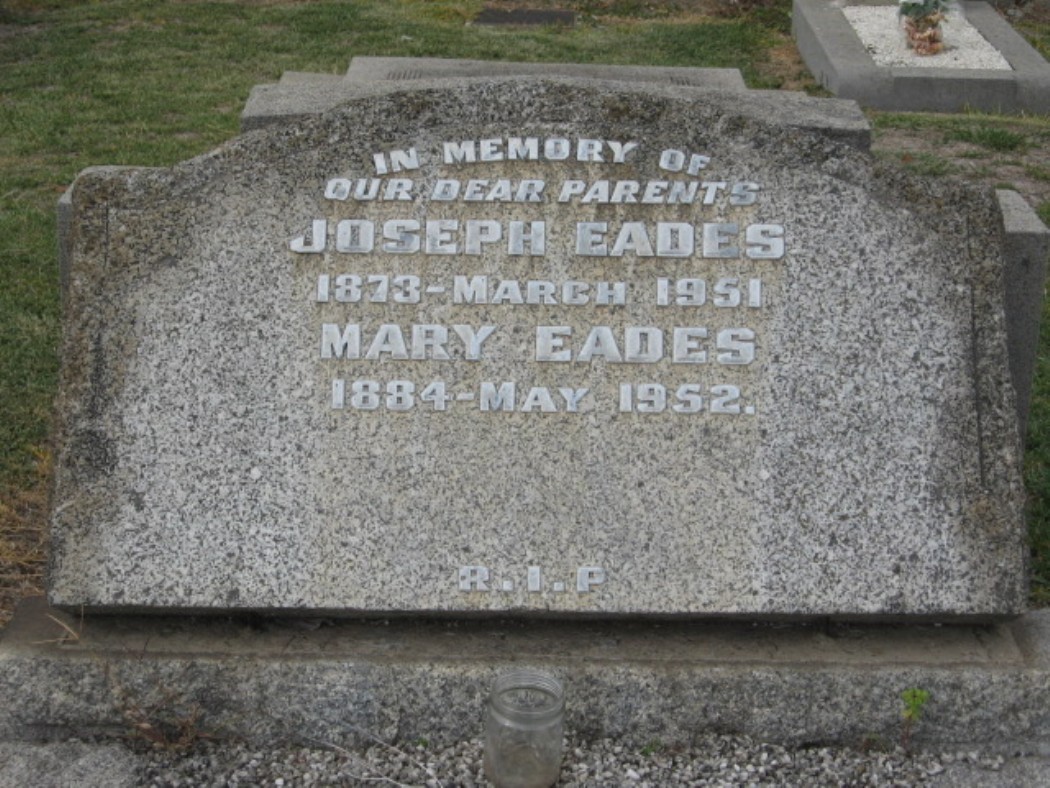 IN MEMORY OF
OUR DEAR PARENTS
JOSEPH EADES
1873-MARCH 1951
MARY EADES
1884-MAY 1952.
R.I.P